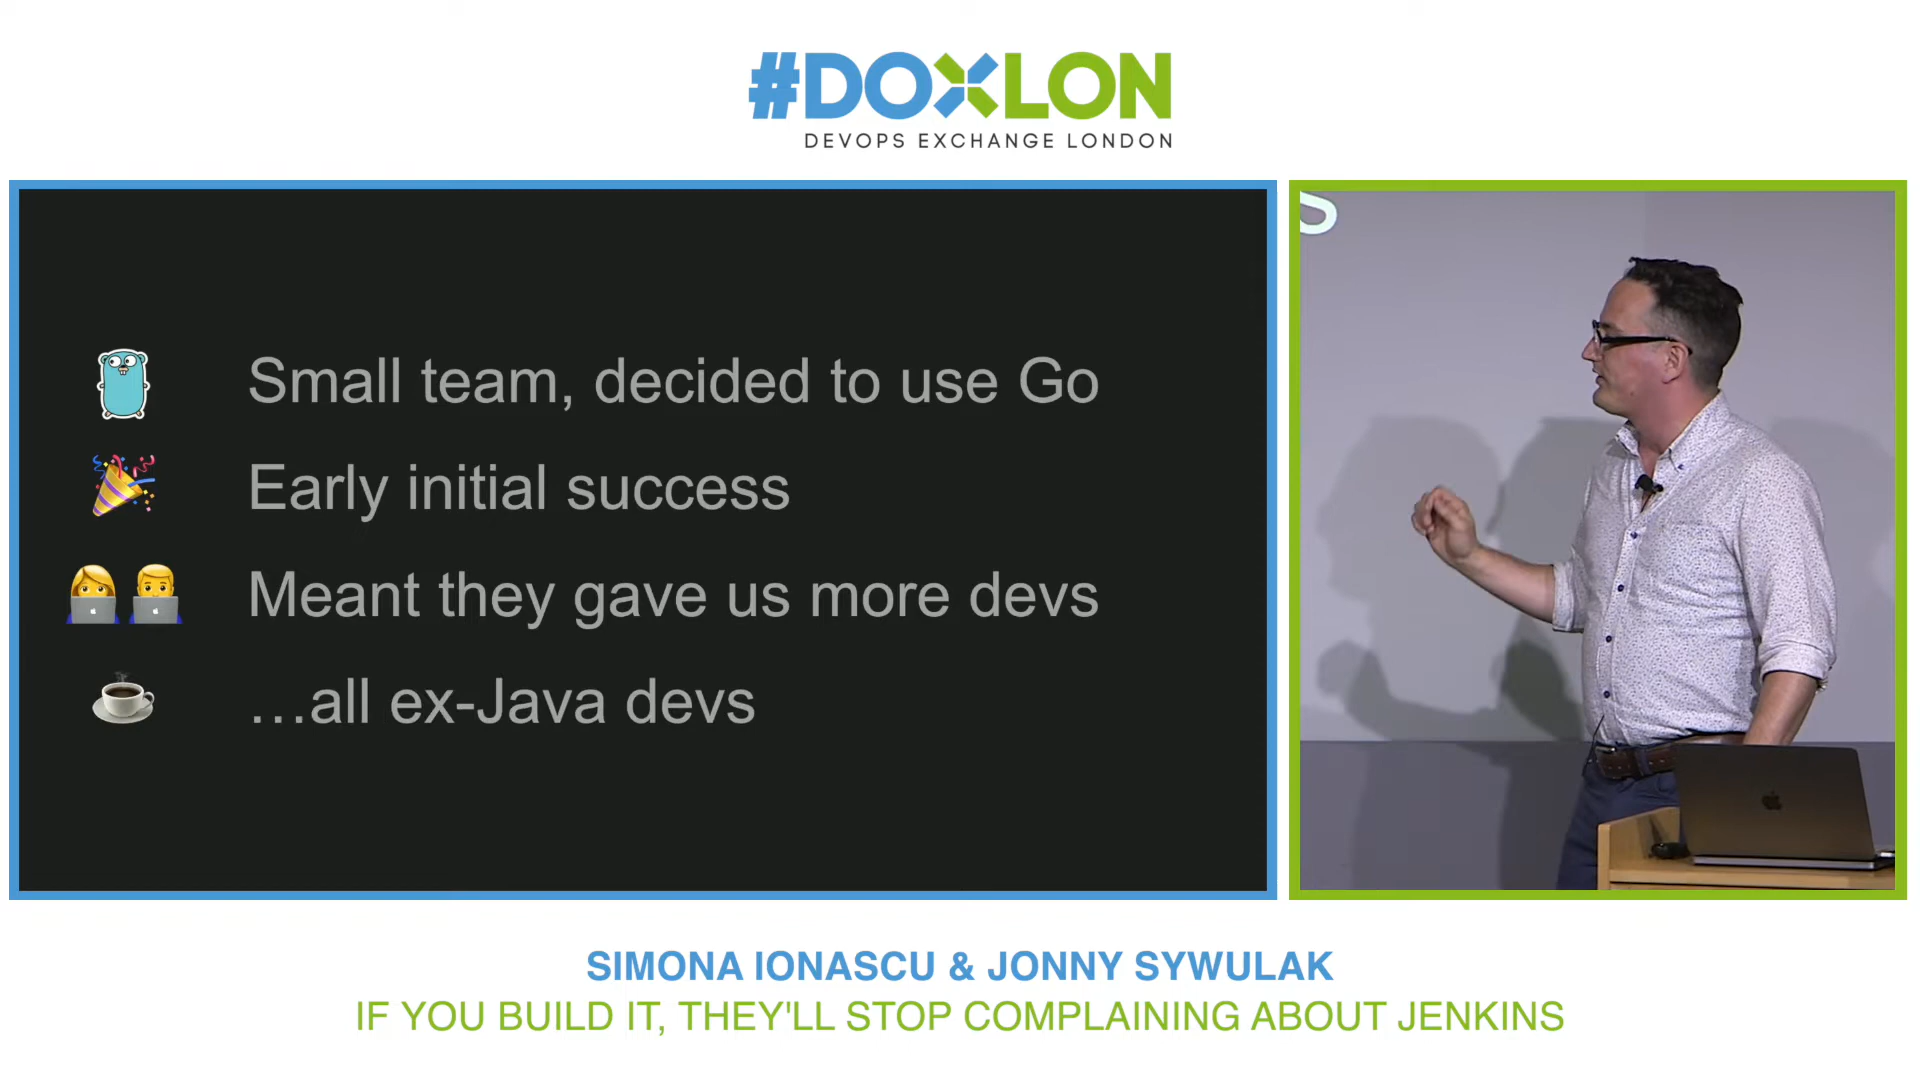 #DOXLON
DEVOPS EXCHANGE LONDON
S
Small team, decided to use Go
Early initial success
Meant they gave us more devs
…all ex-Java devs
SIMONA IONASCU & JONNY SYWULAK
IF YOU BUILD IT, THEY'LL STOP COMPLAINING ABOUT JENKINS